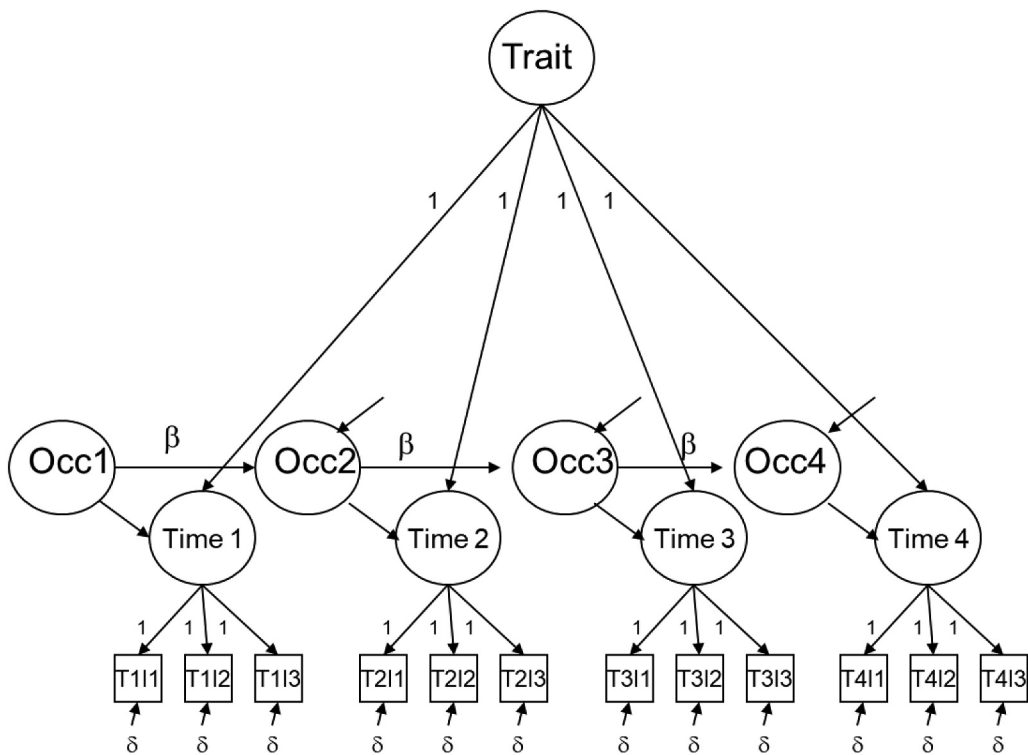 Trait
1 1 1 1
β β β
Occ1 Occ2 Occ3 Occ4
Time 1 Time 2 Time 3 Time 4
1 1 1 1 1 1 1 1 1 1 1 1
T1I1 T1I2 T1I3 T2I1 T2I2 T2I3 T3I1 T3I2 T3I3 T4I1 T4I2 T4I3
δ δ δ δ δ δ δ δ δ δ δ δ